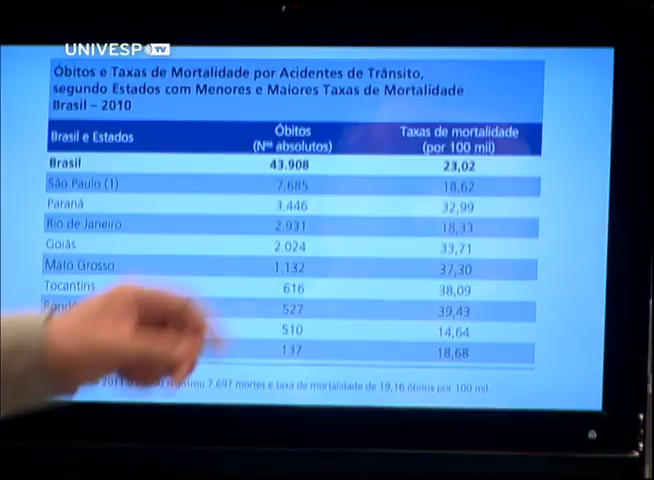 UNIVESP TV
Óbitos e Taxas de Mortalidade por Acidentes de Trânsito,
segundo Estados com Menores e Maiores Taxas de Mortalidade
Brasil – 2010
Brasil e Estados Óbitos (Nºs absolutos) Taxas de mortalidade (por 100 mil)
Brasil 43.908 23,02
São Paulo (1) 7.685 18,62
Paraná 3.446 32,99
Rio de Janeiro 2.931 18,33
Goiás 2.024 33,71
Mato Grosso 1.132 37,30
Tocantins 616 38,09
527 39,43
510 14,64
137 18,68
7.697 mortes e taxa de mortalidade de 19,16 óbitos por 100 mil.